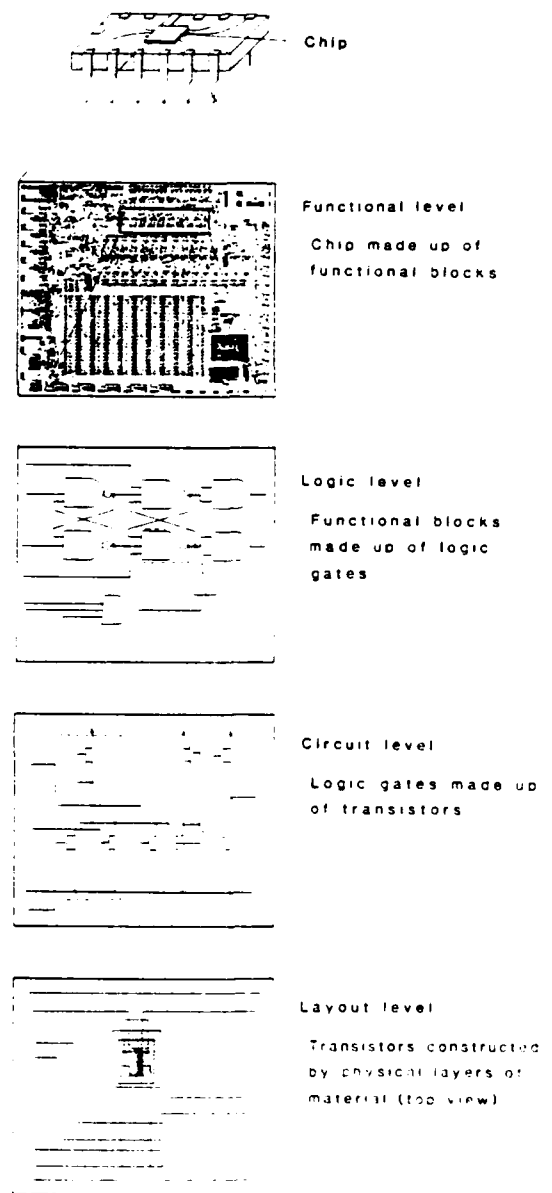 Chip
Functional level
Chip made up of
functional blocks
Logic level
Functional blocks
made up of logic
gates
Circuit level
Logic gates made up
of transistors
Layout level
Transistors constructed
by physical layers of
material (top view)